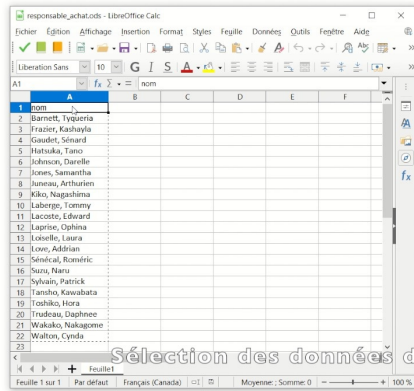 responsable_achat.ods - LibreOffice Calc
Fichier Édition Affichage Insertion Format Styles Feuille Données Outils Fenêtre Aide
Liberation Sans 10 G I S A
A1 fx Σ = nom
A B C D E F
1 nom
2 Barnett, Tyqueria
3 Frazier, Kashayla
4 Gaudet, Sénard
5 Hatsuka, Tano
6 Johnson, Darelle
7 Jones, Samantha
8 Juneau, Arthurien
9 Kiko, Nagashima
10 Laberge, Tommy
11 Lacoste, Edward
12 Laprise, Ophina
13 Loiselle, Laura
14 Love, Addrian
15 Sénécal, Roméric
16 Suzu, Naru
17 Sylvain, Patrick
18 Tansho, Kawabata
19 Toshiko, Hora
20 Trudeau, Daphnee
21 Wakako, Nakagome
22 Walton, Cynda
23
Feuille1
Sélection des données d
Feuille 1 sur 1 Par défaut Français (Canada) Moyenne: ; Somme: 0 100 %